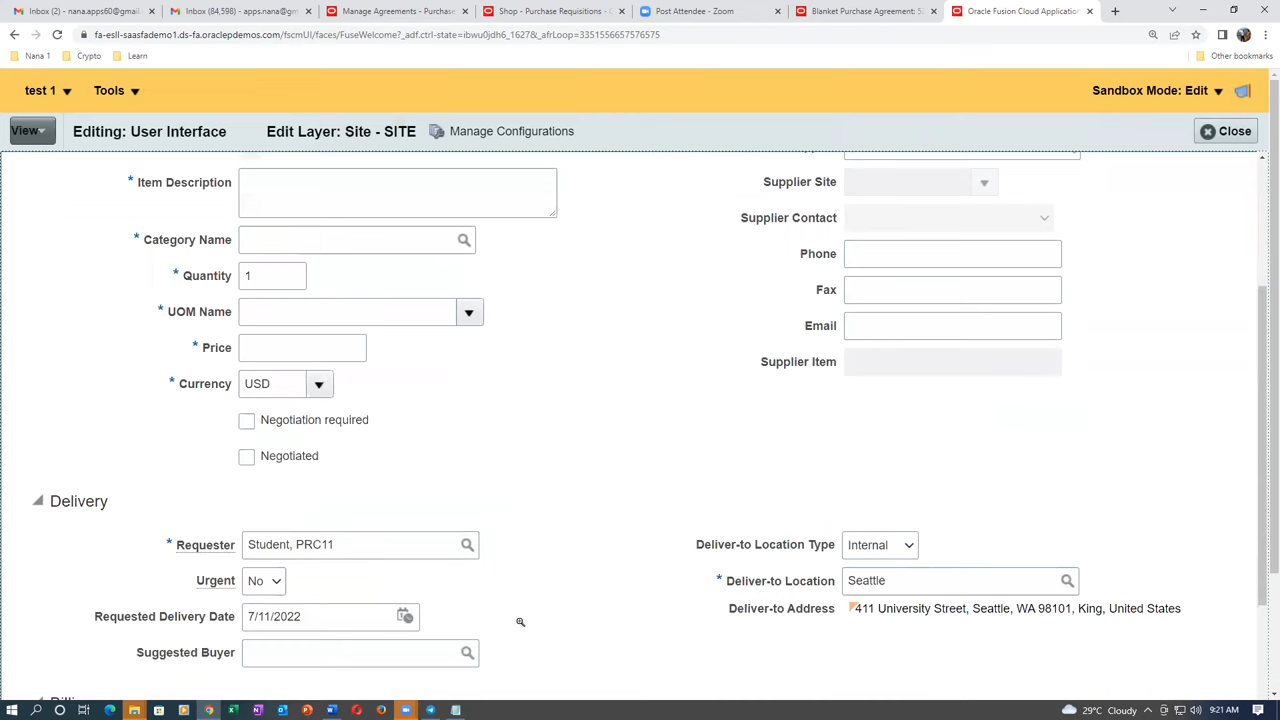 Inbox (2) - nana.apps60@gmail
Inbox (84,598) - apps.na@gm
Manage Agreements - Purchase
Shop - Purchase Requisitions - O
Post Attendee - Zoom
Blanket Purchase Agreement: 5
Oracle Fusion Cloud Application
fa-esll-saasfademo1.ds-fa.oraclepdemos.com/fscmUI/faces/FuseWelcome?_adf.ctrl-state=ibwu0jdh6_1627&_afrLoop=3351556657576575
Nana 1
Crypto
Learn
Other bookmarks
test 1
Tools
Sandbox Mode: Edit
View
Editing: User Interface
Edit Layer: Site - SITE
Manage Configurations
Close
* Item Description
Supplier Site
Supplier Contact
* Category Name
Phone
* Quantity 1
Fax
* UOM Name
Email
* Price
Supplier Item
* Currency USD
Negotiation required
Negotiated
Delivery
* Requester Student, PRC11
Deliver-to Location Type Internal
Urgent No
* Deliver-to Location Seattle
Requested Delivery Date 7/11/2022
Deliver-to Address 411 University Street, Seattle, WA 98101, King, United States
Suggested Buyer
29°C Cloudy
9:21 AM